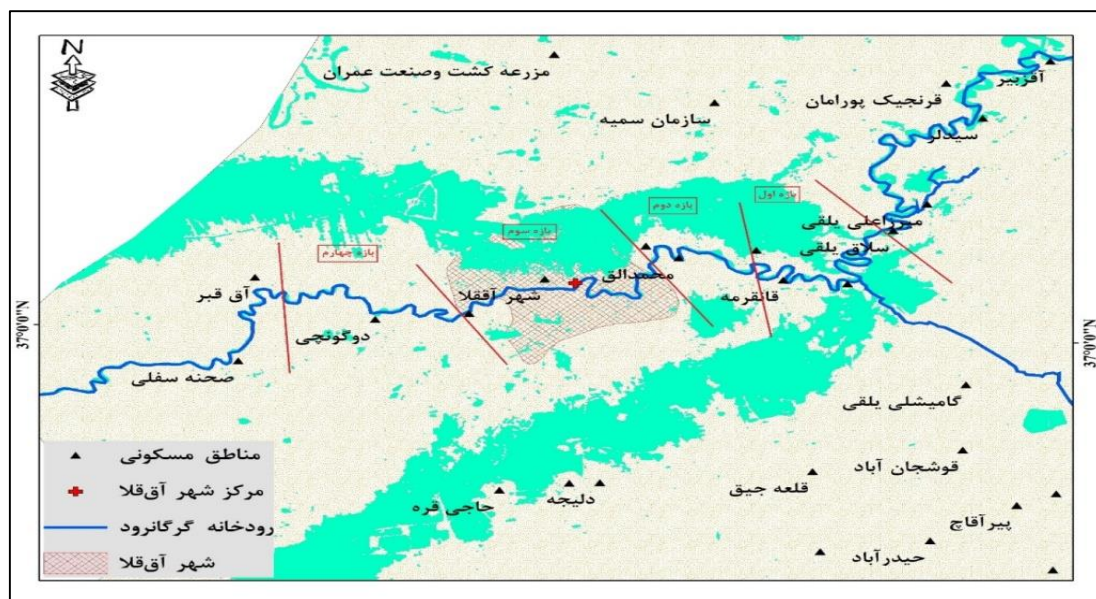 N
مزرعه کشت وصنعت عمران
آقزبیر
قرنجیک پورامان
سازمان سمیه
سیدلر
بازه اول
بازه دوم
میرزاعلی یلقی
بازه سوم
سلاق یلقی
بازه چهارم
محمدالق
آق قبر
شهر آققلا
قانقرمه
37°0'0"N
37°0'0"N
دوگونچی
صحنه سفلی
گامیشلی یلقی
مناطق مسکونی
قوشجان آباد
مرکز شهر آق‌قلا
قلعه جیق
دلیجه
حاجی قره
پیرآقاچ
رودخانه گرگانرود
حیدرآباد
شهر آق‌قلا